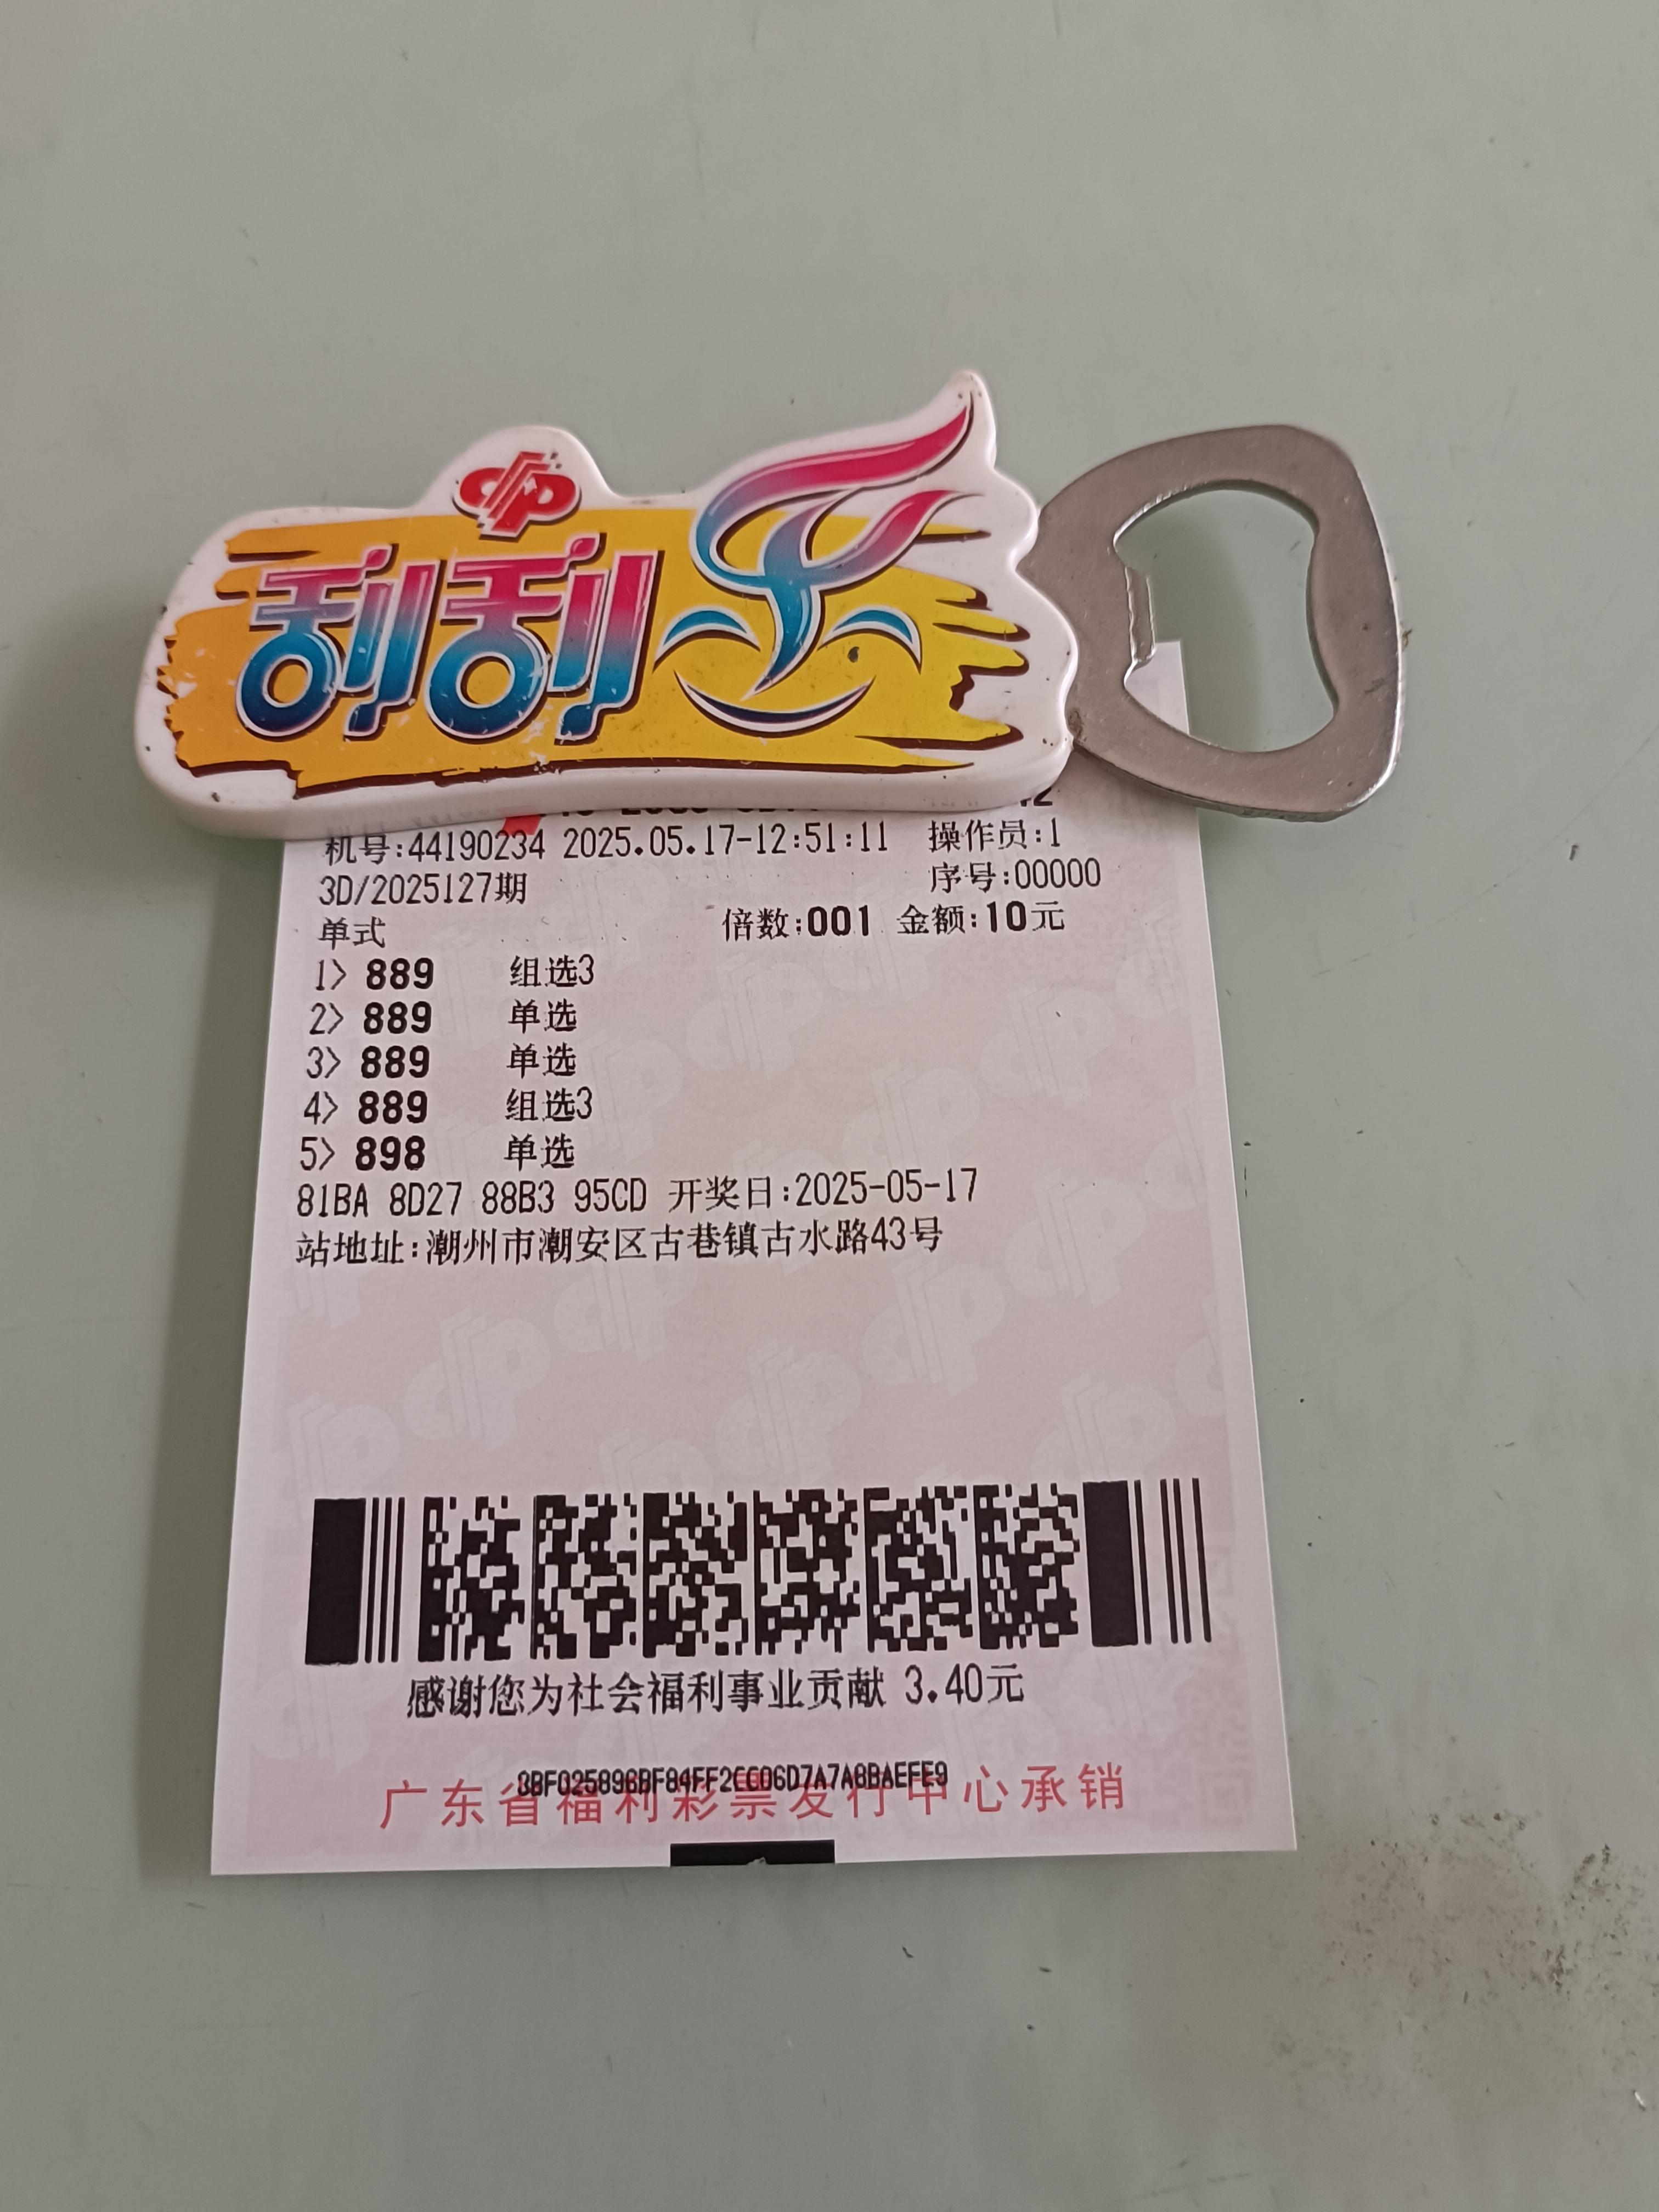 刮刮乐
机号:44190234 2025.05.17-12:51:11 操作员:1
3D/2025127期 序号:00000
单式 倍数:001 金额:10元
1> 889 组选3
2> 889 单选
3> 889 单选
4> 889 组选3
5> 898 单选
81BA 8D27 88B3 95CD 开奖日:2025-05-17
站地址:潮州市潮安区古巷镇古水路43号
感谢您为社会福利事业贡献 3.40元
广东省福利彩票发行中心承销